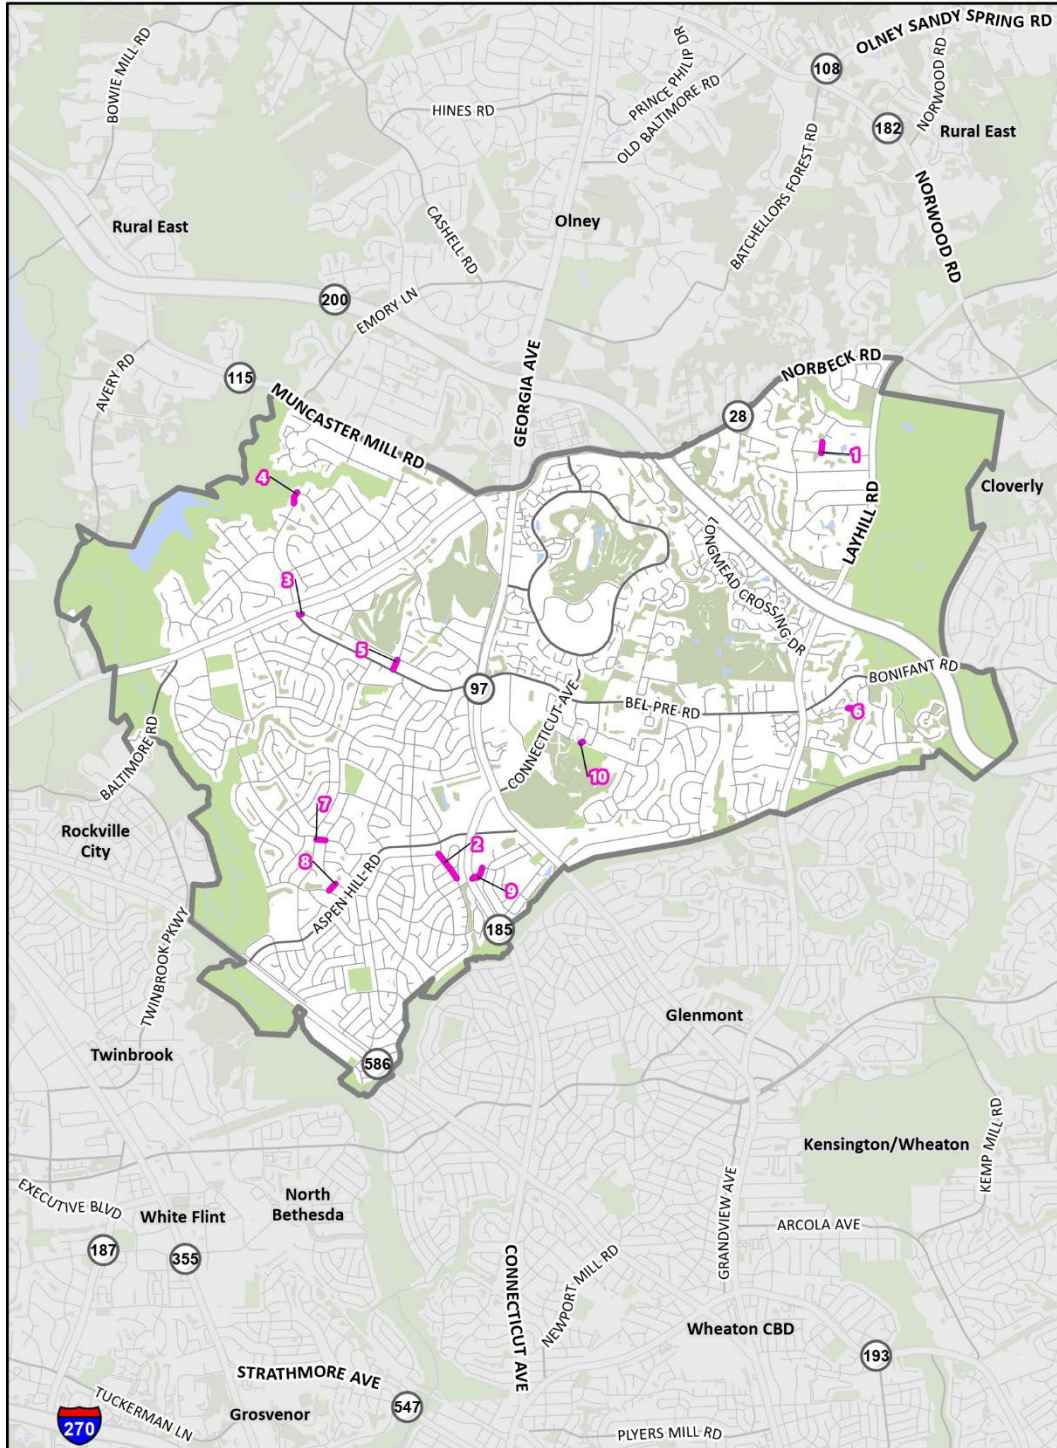 OLNEY SANDY SPRING RD
BOWIE MILL RD
PRINCE PHILIP DR
108
NORWOOD RD
HINES RD
OLD BALTIMORE RD
182
Rural East
BATCHELLORS FOREST RD
NORWOOD RD
Rural East
CASHELL RD
Olney
200
EMORY LN
AVERY RD
115
MUNCASTER MILL RD
GEORGIA AVE
NORBECK RD
28
1
4
Cloverly
LAYHILL RD
LONGMEAD CROSSING DR
3
5
97
BONIFANT RD
CONNECTICUT AVE
BEL PRE RD
6
BALTIMORE RD
10
Rockville
City
7
2
8
ASPEN HILL RD
9
185
TWINBROOK PKWY
Glenmont
Twinbrook
586
Kensington/Wheaton
KEMP MILL RD
EXECUTIVE BLVD
North
Bethesda
White Flint
GRANDVIEW AVE
ARCOLA AVE
187
355
CONNECTICUT AVE
NEWPORT MILL RD
Wheaton CBD
193
STRATHMORE AVE
TUCKERMAN LN
Grosvenor
547
270
PLYERS MILL RD